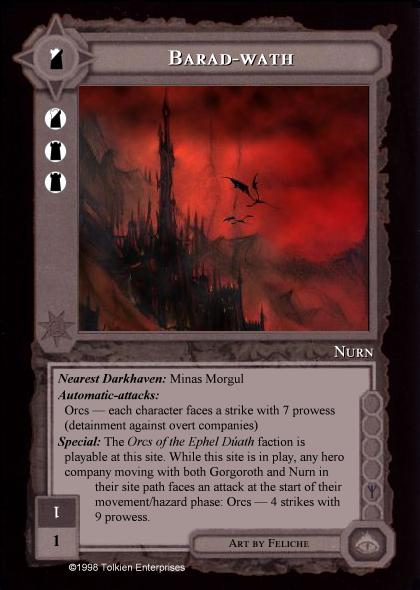 BARAD-WATH
NURN
Nearest Darkhaven: Minas Morgul
Automatic-attacks:
Orcs — each character faces a strike with 7 prowess
(detainment against overt companies)
Special: The Orcs of the Ephel Dúath faction is
playable at this site. While this site is in play, any hero
company moving with both Gorgoroth and Nurn in
their site path faces an attack at the start of their
movement/hazard phase: Orcs — 4 strikes with
9 prowess.
1
1
ART BY FELICHE
©1998 Tolkien Enterprises